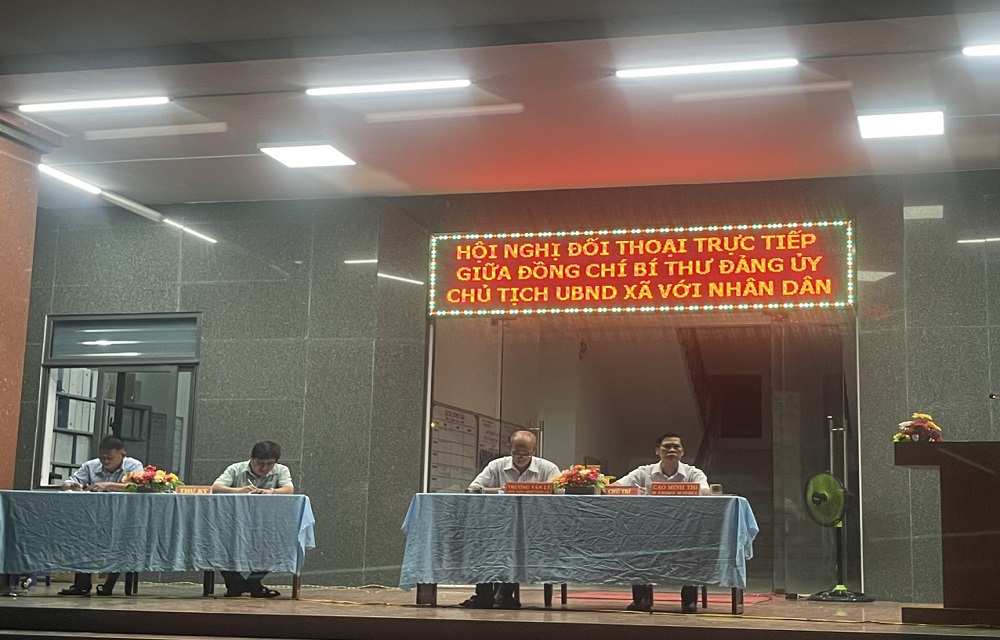 HỘI NGHỊ ĐỐI THOẠI TRỰC TIẾP
GIỮA ĐỒNG CHÍ BÍ THƯ ĐẢNG ỦY
CHỦ TỊCH UBND XÃ VỚI NHÂN DÂN
THƯ KÝ
TRƯƠNG VĂN LÝ
CHỦ TRÌ
CAO MINH THI